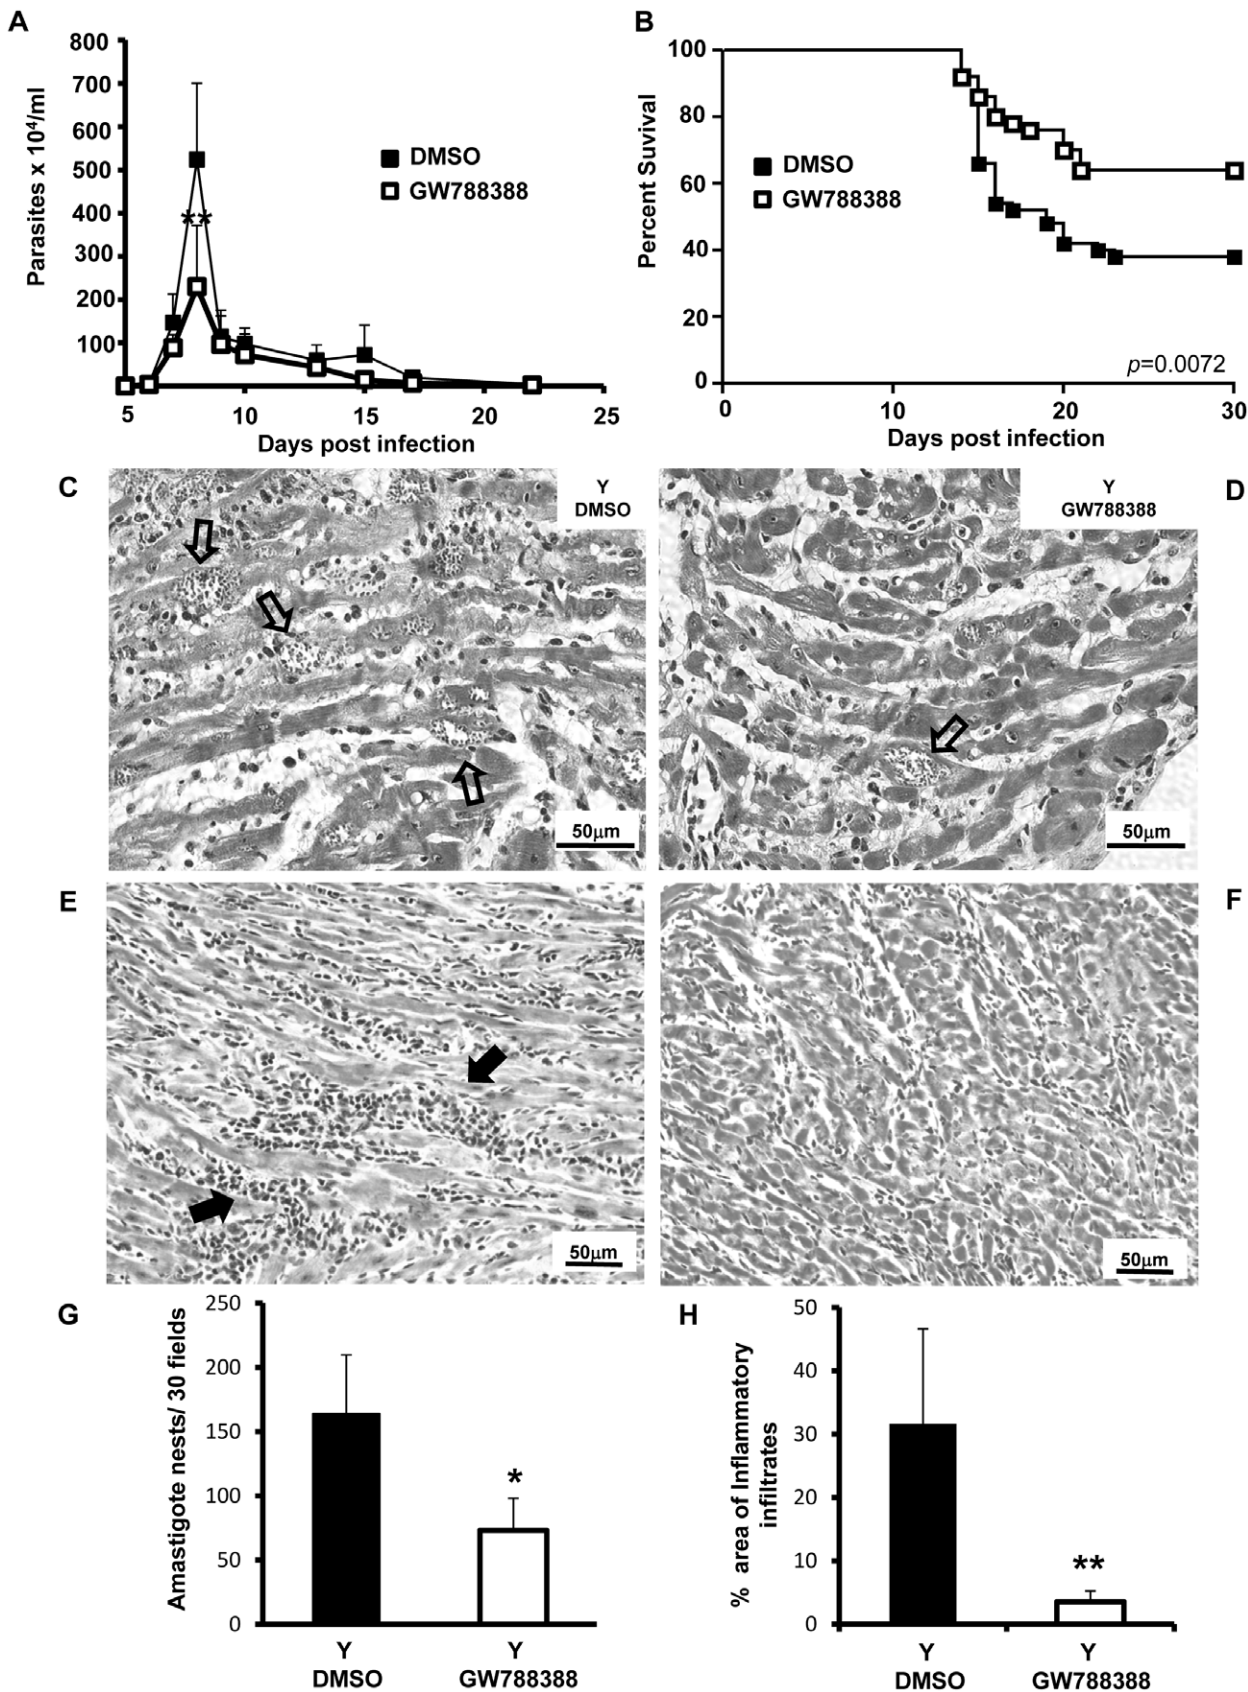 A
800
700
600
500
400
300
200
100
Parasites x 10⁴/ml
DMSO
GW788388
**
5
10
15
20
25
Days post infection
B
100
80
60
40
20
0
Percent Suvival
DMSO
GW788388
p=0.0072
0
10
20
30
Days post infection
C
Y
DMSO
50μm
Y
GW788388
D
50μm
E
50μm
F
50μm
G
250
200
150
100
50
0
Amastigote nests/ 30 fields
*
Y
DMSO
Y
GW788388
H
50
40
30
20
10
0
% area of Inflammatory
infiltrates
**
Y
DMSO
Y
GW788388